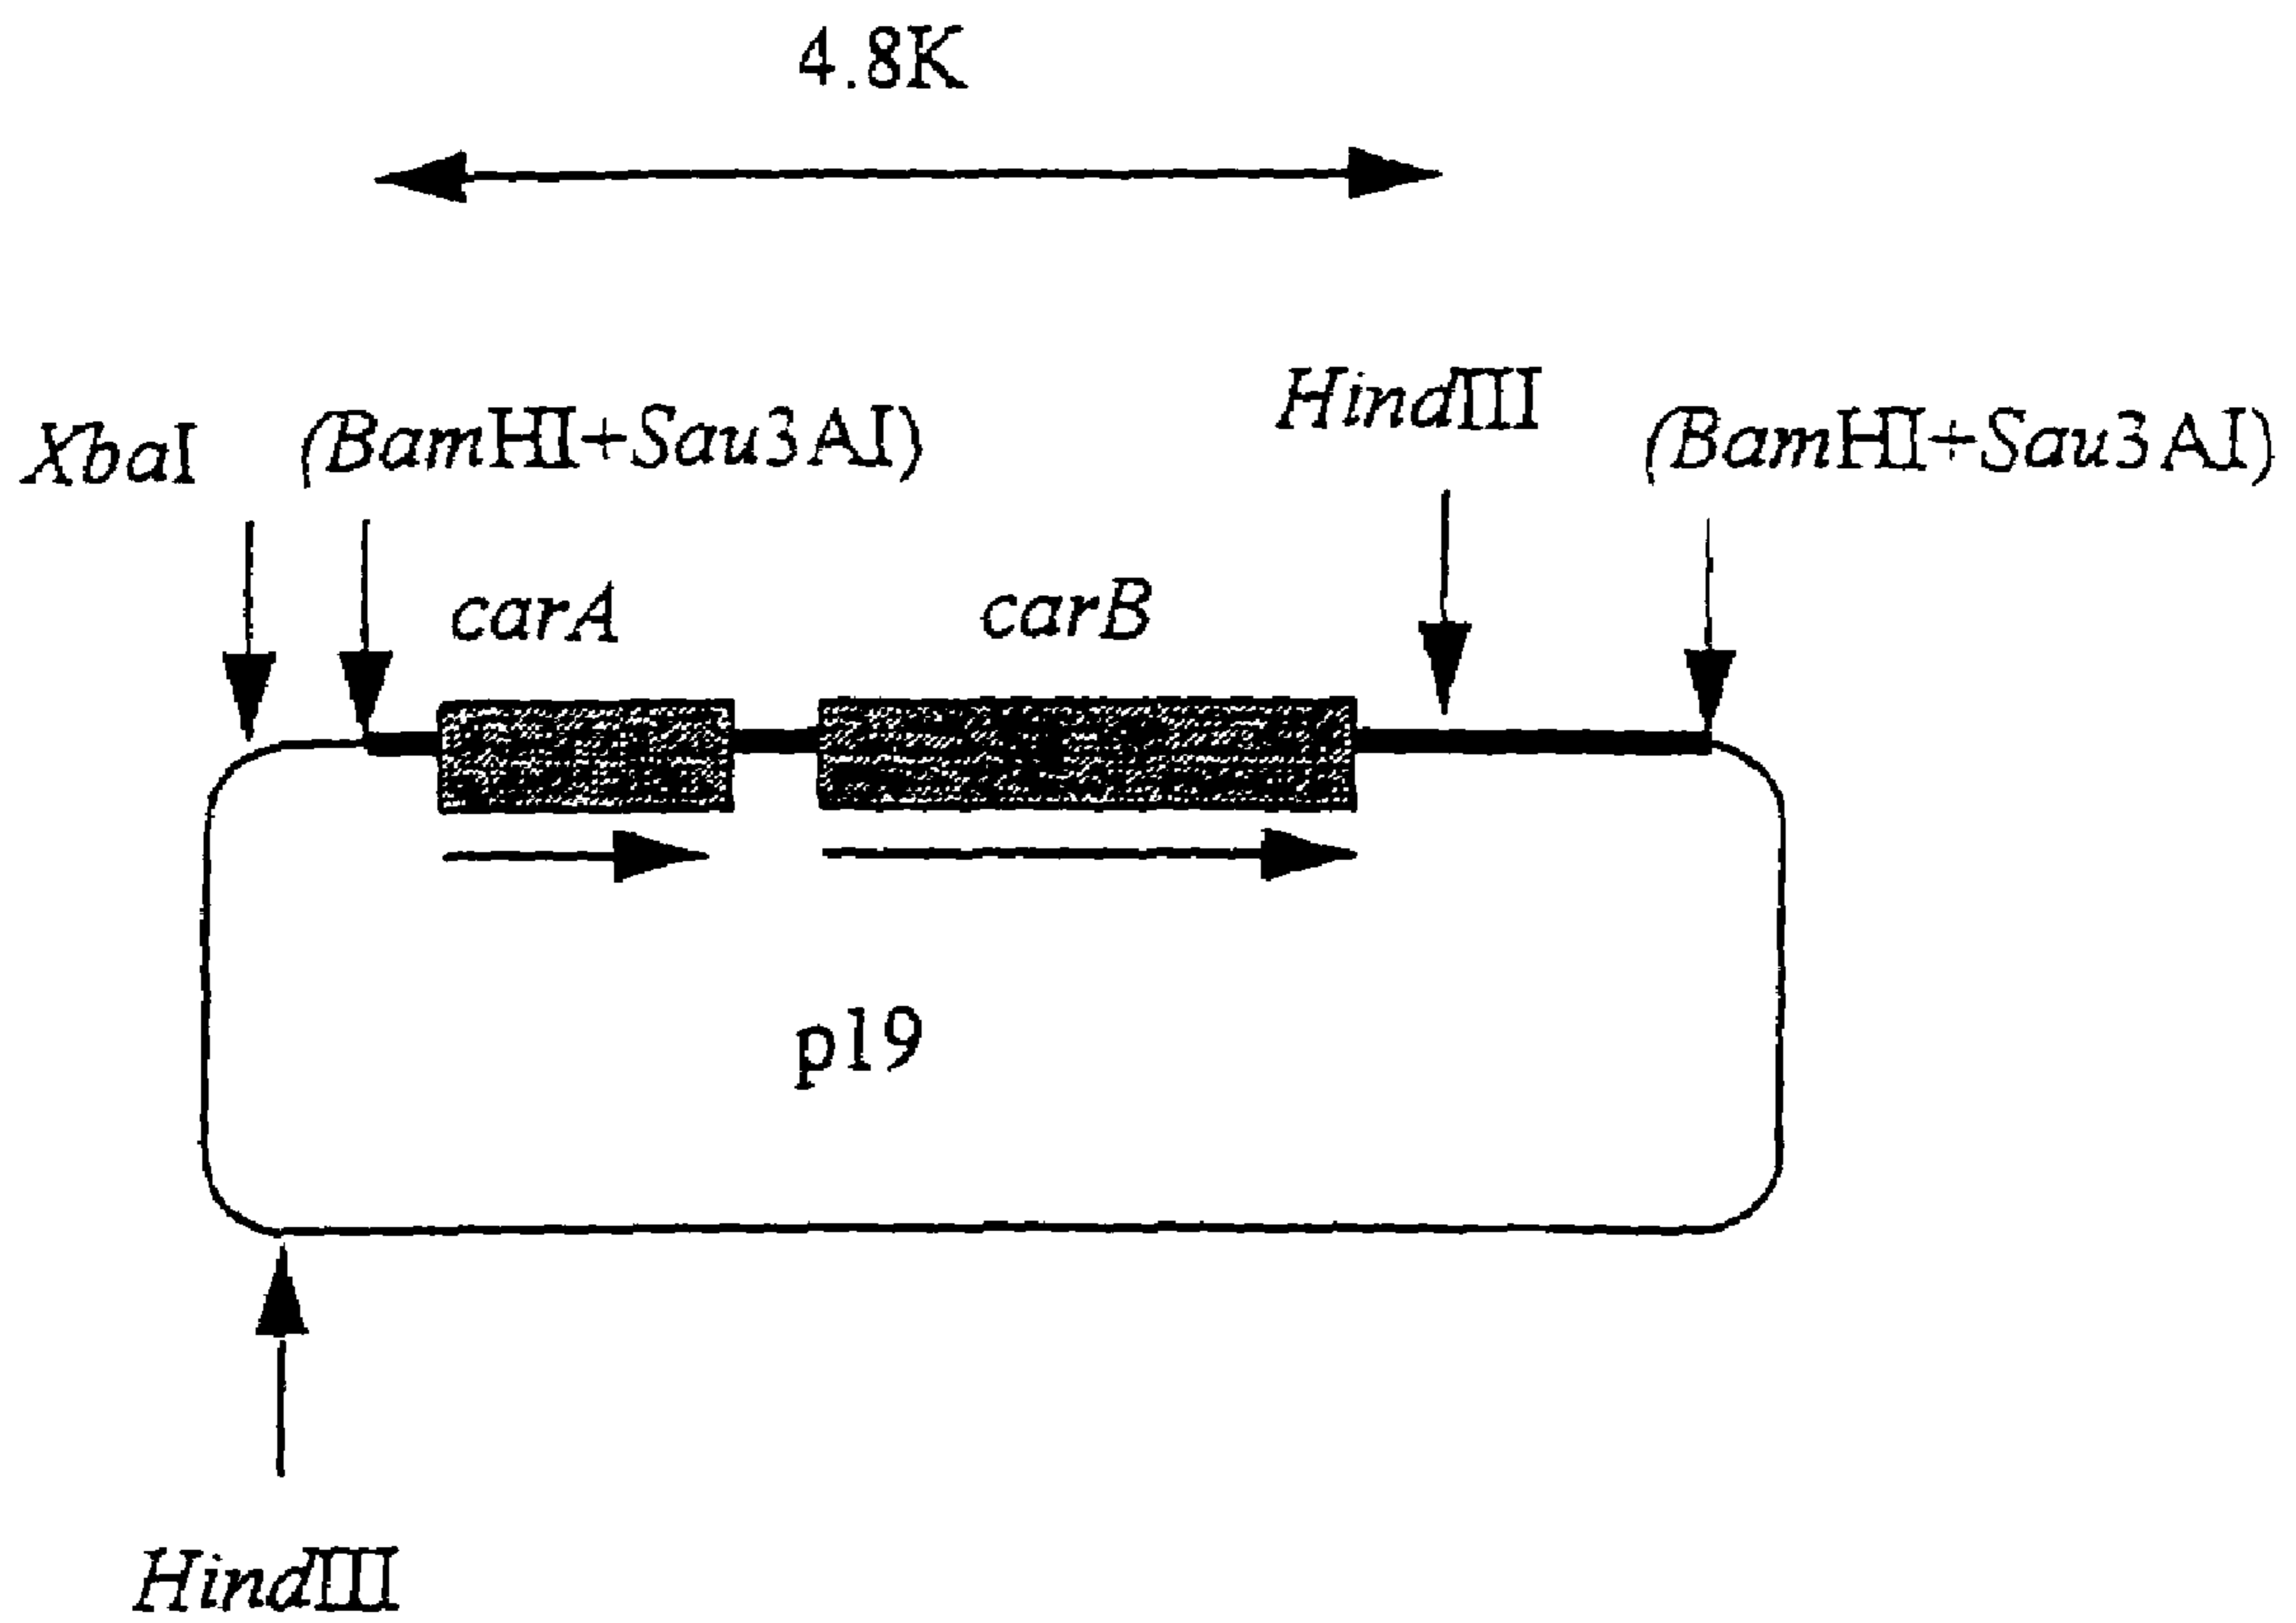 4.8K
HindIII
XbaI (BamHI+Sau3AI) (BamHI+Sau3AI)
carA carB
p19
HindIII